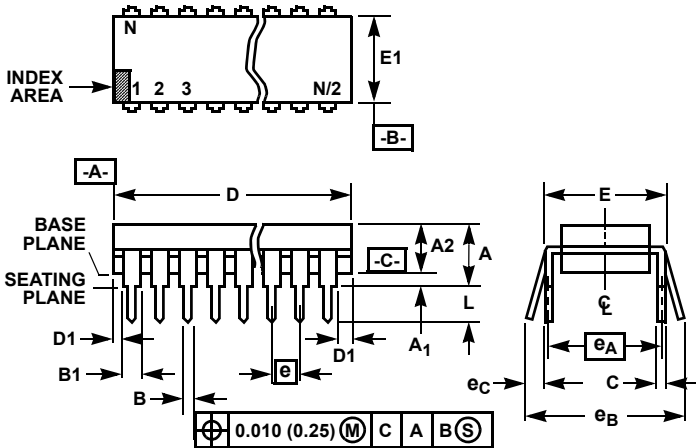 N
E1
INDEX
AREA
1 2 3 N/2
-B-
-A-
D
E
BASE
PLANE
A2
A
-C-
SEATING
PLANE
L
C L
D1
A1
D1
eA
B1
e
eC
C
B
eB
0.010 (0.25) M C A B S